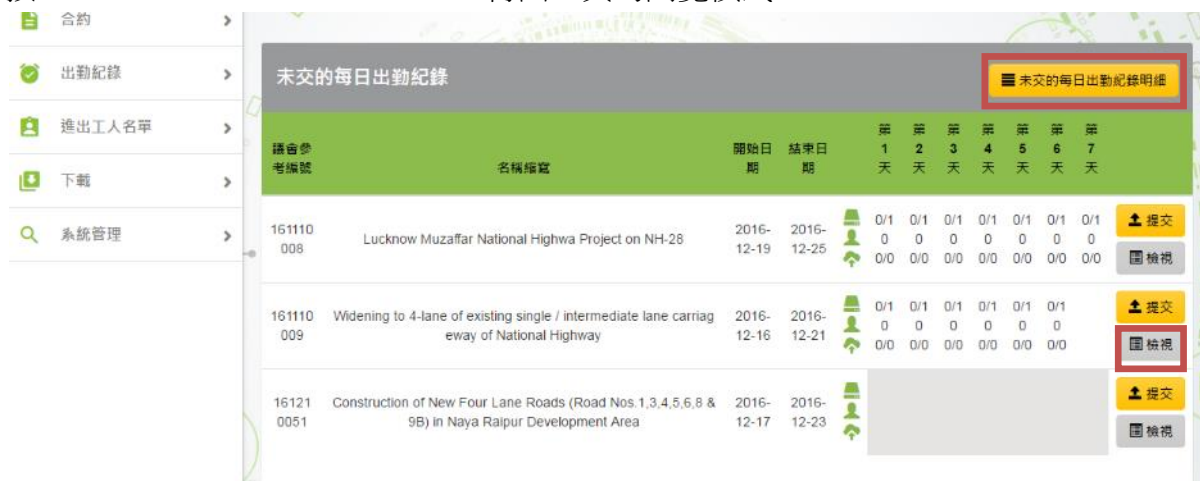 合約
出勤紀錄
進出工人名單
下載
系統管理
未交的每日出勤紀錄
未交的每日出勤紀錄明細
議會參
考編號
名稱縮寫
開始日
期
結束日
期
第
1
天
第
2
天
第
3
天
第
4
天
第
5
天
第
6
天
第
7
天
161110
008
Lucknow Muzaffar National Highwa Project on NH-28
2016-
12-19
2016-
12-25
0/1 0/1 0/1 0/1 0/1 0/1 0/1
0 0 0 0 0 0 0
0/0 0/0 0/0 0/0 0/0 0/0 0/0
提交
檢視
161110
009
Widening to 4-lane of existing single / intermediate lane carriag
eway of National Highway
2016-
12-16
2016-
12-21
0/1 0/1 0/1 0/1 0/1 0/1
0 0 0 0 0 0
0/0 0/0 0/0 0/0 0/0 0/0
提交
檢視
16121
0051
Construction of New Four Lane Roads (Road Nos.1,3,4,5,6,8 &
9B) in Naya Raipur Development Area
2016-
12-17
2016-
12-23
提交
檢視